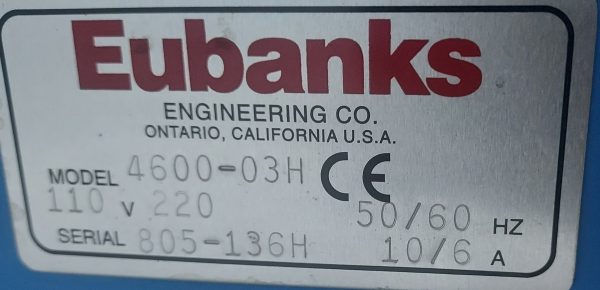 Eubanks
ENGINEERING CO.
ONTARIO, CALIFORNIA U.S.A.
MODEL 4600-03H CE
110 V 220 50/60 HZ
SERIAL 805-136H 10/6 A